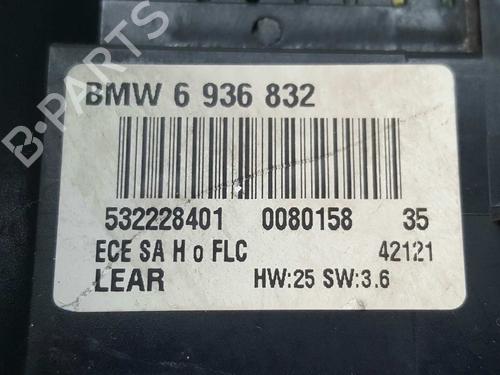 BMW 6 936 832
532228401 0080158 35
ECE SA H o FLC 42121
LEAR HW:25 SW:3.6
B-PARTS